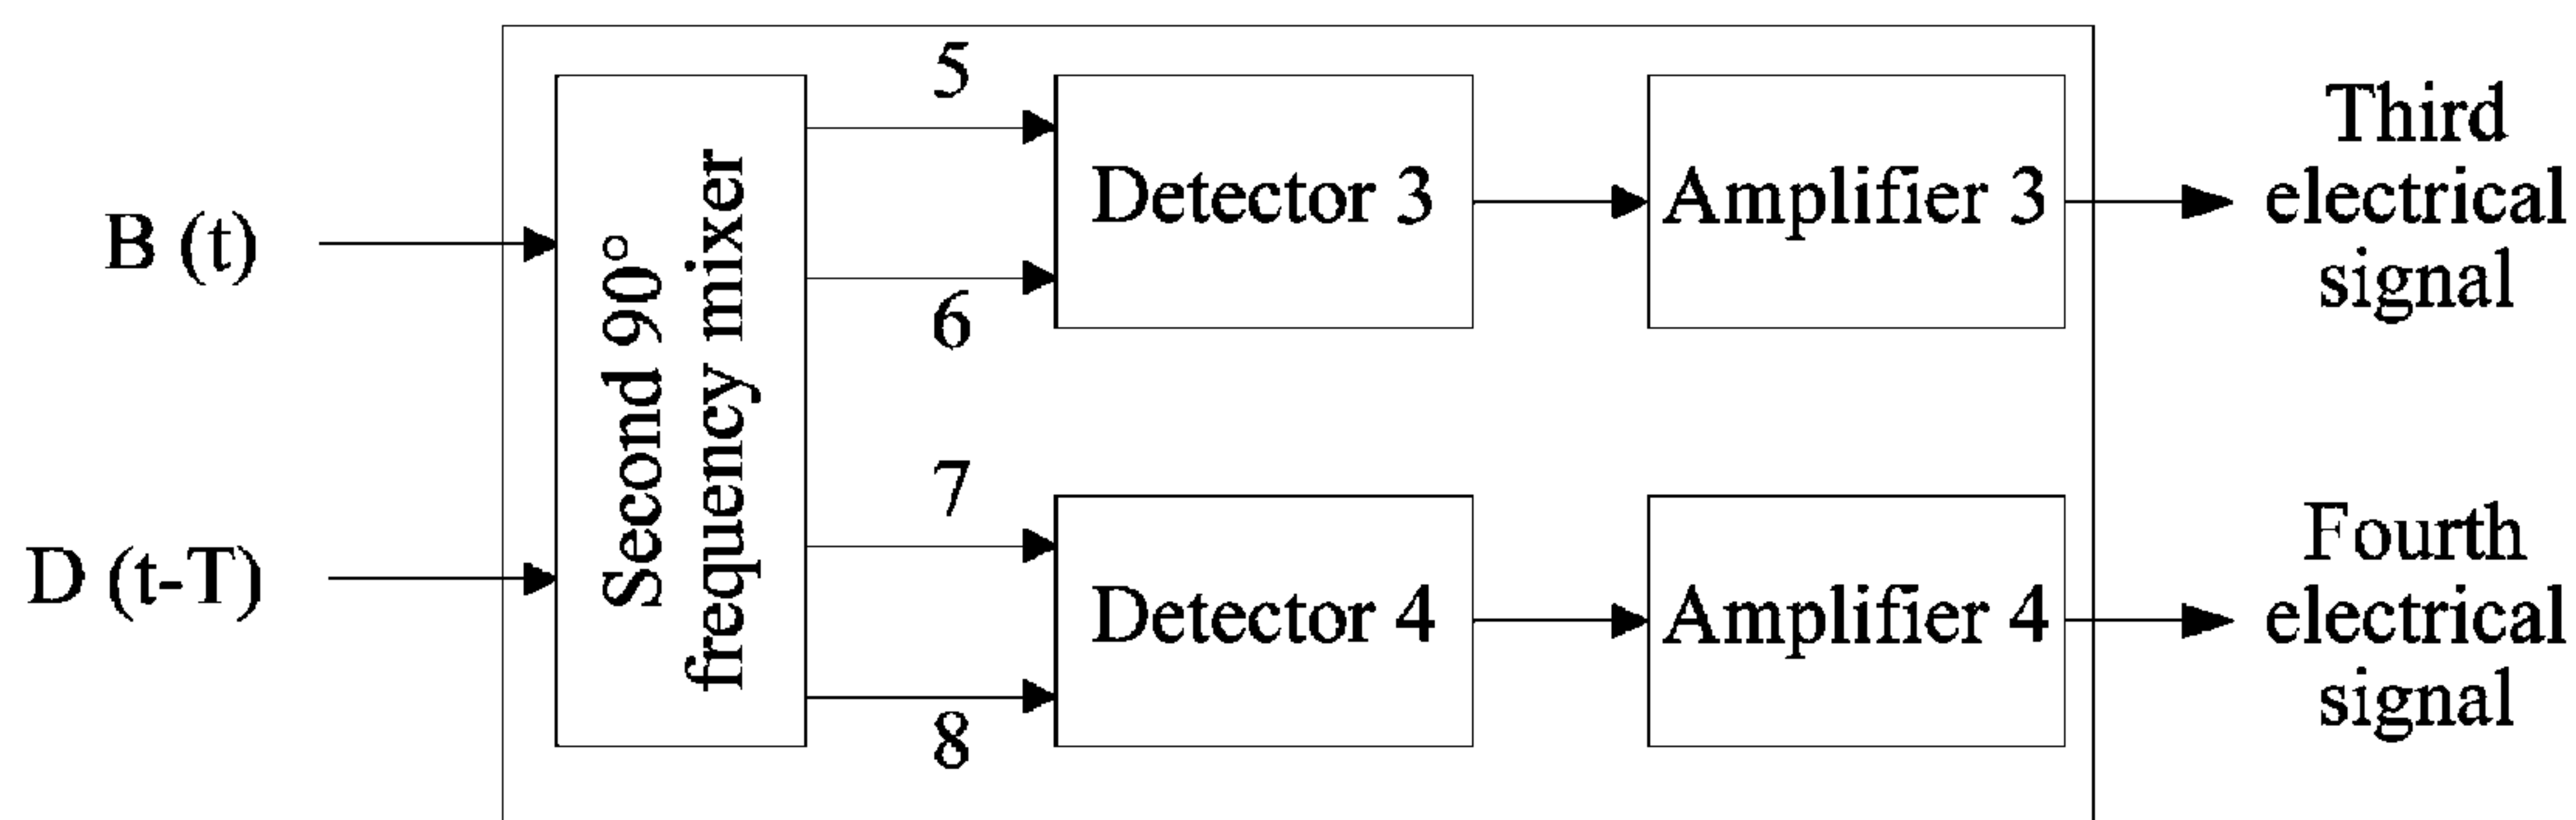 B (t)
D (t-T)
Second 90°
frequency mixer
5
6
7
8
Detector 3
Amplifier 3
Third
electrical
signal
Detector 4
Amplifier 4
Fourth
electrical
signal